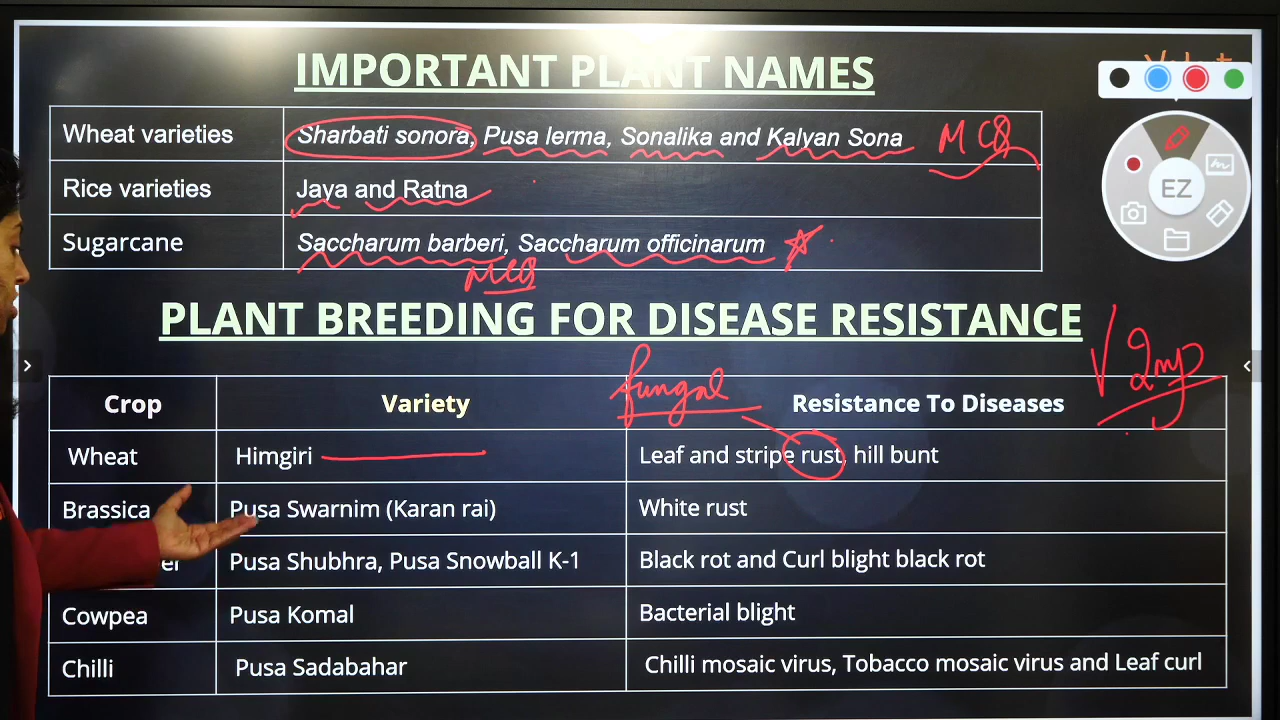 IMPORTANT PLANT NAMES
Wheat varieties Sharbati sonora, Pusa lerma, Sonalika and Kalyan Sona MCQ
Rice varieties Jaya and Ratna
Sugarcane Saccharum barberi, Saccharum officinarum
MCQ
EZ
PLANT BREEDING FOR DISEASE RESISTANCE
Imp
fungal
Crop Variety Resistance To Diseases
Wheat Himgiri Leaf and stripe rust, hill bunt
Brassica Pusa Swarnim (Karan rai) White rust
Pusa Shubhra, Pusa Snowball K-1 Black rot and Curl blight black rot
Cowpea Pusa Komal Bacterial blight
Chilli Pusa Sadabahar Chilli mosaic virus, Tobacco mosaic virus and Leaf curl